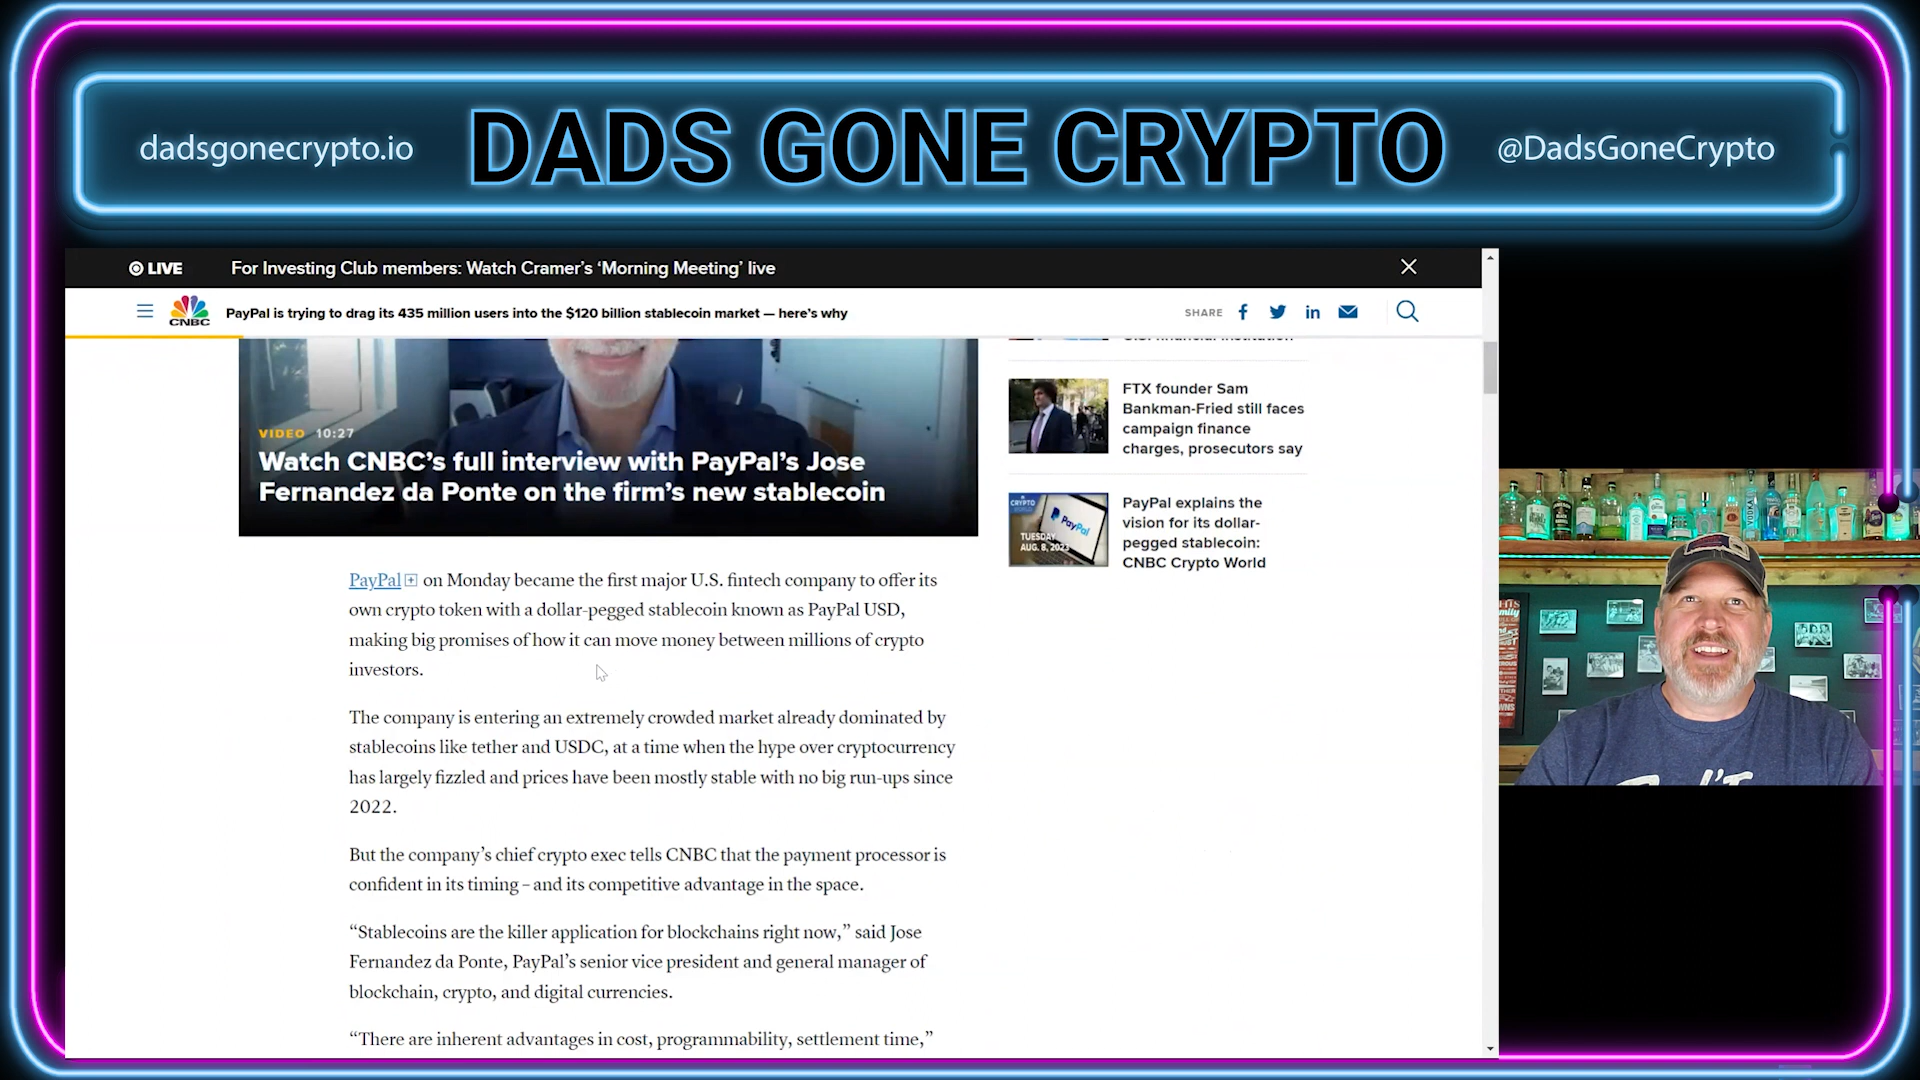 dadsgonecrypto.io
DADS GONE CRYPTO
@DadsGoneCrypto
LIVE
For Investing Club members: Watch Cramer’s ‘Morning Meeting’ live
CNBC
PayPal is trying to drag its 435 million users into the $120 billion stablecoin market — here’s why
SHARE
VIDEO 10:27
Watch CNBC’s full interview with PayPal’s Jose
Fernandez da Ponte on the firm’s new stablecoin
PayPal on Monday became the first major U.S. fintech company to offer its
own crypto token with a dollar-pegged stablecoin known as PayPal USD,
making big promises of how it can move money between millions of crypto
investors.
The company is entering an extremely crowded market already dominated by
stablecoins like tether and USDC, at a time when the hype over cryptocurrency
has largely fizzled and prices have been mostly stable with no big run-ups since
2022.
But the company’s chief crypto exec tells CNBC that the payment processor is
confident in its timing – and its competitive advantage in the space.
“Stablecoins are the killer application for blockchains right now,” said Jose
Fernandez da Ponte, PayPal’s senior vice president and general manager of
blockchain, crypto, and digital currencies.
“There are inherent advantages in cost, programmability, settlement time,”
U.S. financial institution
FTX founder Sam
Bankman-Fried still faces
campaign finance
charges, prosecutors say
CRYPTO
PayPal
TUESDAY
AUG. 8, 2023
PayPal explains the
vision for its dollar-
pegged stablecoin:
CNBC Crypto World
VODKA